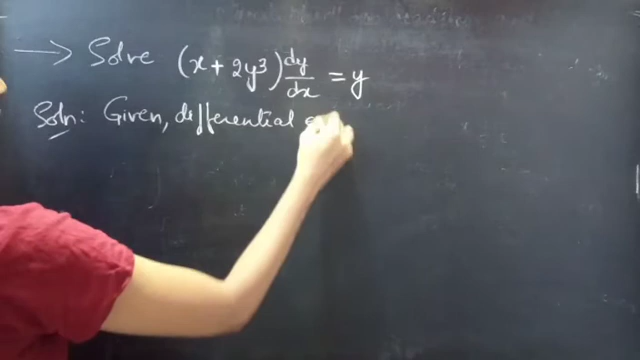 → Solve (x + 2y³) dy/dx = y
Soln: Given, differential